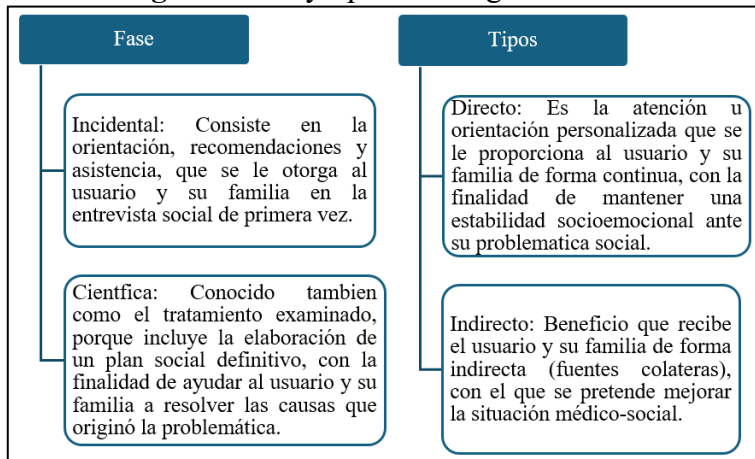 Fase
Incidental: Consiste en la
orientación, recomendaciones y
asistencia, que se le otorga al
usuario y su familia en la
entrevista social de primera vez.
Cientfica: Conocido tambien
como el tratamiento examinado,
porque incluye la elaboración de
un plan social definitivo, con la
finalidad de ayudar al usuario y su
familia a resolver las causas que
originó la problemática.
Tipos
Directo: Es la atención u
orientación personalizada que se
le proporciona al usuario y su
familia de forma continua, con la
finalidad de mantener una
estabilidad socioemocional ante
su problematica social.
Indirecto: Beneficio que recibe
el usuario y su familia de forma
indirecta (fuentes colateras),
con el que se pretende mejorar
la situación médico-social.